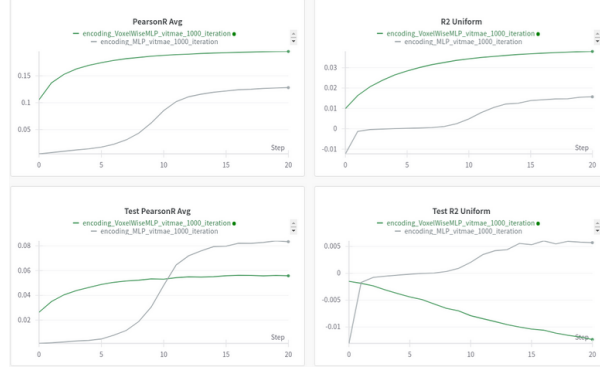 PearsonR Avg
encoding_VoxelWiseMLP_vitmae_1000_iteration
encoding_MLP_vitmae_1000_iteration
0.15
0.1
0.05
Step
0 5 10 15 20
R2 Uniform
encoding_VoxelWiseMLP_vitmae_1000_iteration
encoding_MLP_vitmae_1000_iteration
0.03
0.02
0.01
0
-0.01
Step
0 5 10 15 20
Test PearsonR Avg
encoding_VoxelWiseMLP_vitmae_1000_iteration
encoding_MLP_vitmae_1000_iteration
0.08
0.06
0.04
0.02
Step
0 5 10 15 20
Test R2 Uniform
encoding_VoxelWiseMLP_vitmae_1000_iteration
encoding_MLP_vitmae_1000_iteration
0.005
0
-0.005
-0.01
Step
0 5 10 15 20